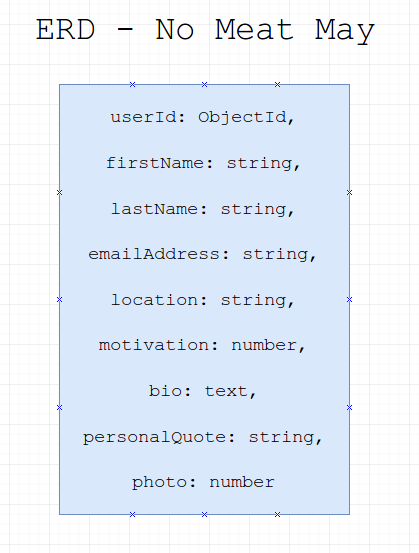 ERD - No Meat May
userId: ObjectId,
firstName: string,
lastName: string,
emailAddress: string,
location: string,
motivation: number,
bio: text,
personalQuote: string,
photo: number